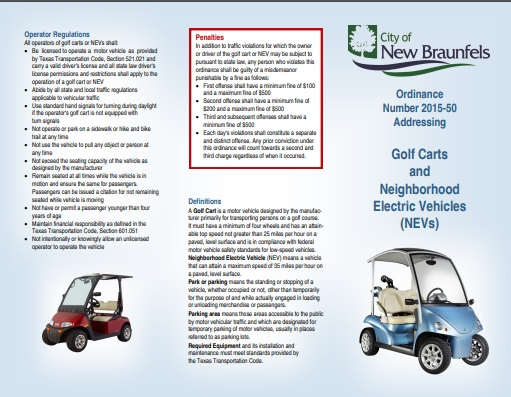 Operator Regulations
All operators of golf carts or NEVs shall:
• Be licensed to operate a motor vehicle as provided
by Texas Transportation Code, Section 521.021 and
carry a valid driver's license and all state law driver's
license permissions and restrictions shall apply to the
operation of a golf cart or NEV
• Abide by all state and local traffic regulations
applicable to vehicular traffic
• Use standard hand signals for turning during daylight
if the operator's golf cart is not equipped with
turn signals
• Not operate or park on a sidewalk or hike and bike
trail at any time
• Not use the vehicle to pull any object or person at
any time
• Not exceed the seating capacity of the vehicle as
designed by the manufacturer
• Remain seated at all times while the vehicle is in
motion and ensure the same for passengers.
Passengers can be issued a citation for not remaining
seated while vehicle is moving
• Not have or permit a passenger younger than four
years of age
• Maintain financial responsibility as defined in the
Texas Transportation Code, Section 601.051
• Not intentionally or knowingly allow an unlicensed
operator to operate the vehicle
Penalties
In addition to traffic violations for which the owner
or driver of the golf cart or NEV may be subject to
pursuant to state law, any person who violates this
ordinance shall be guilty of a misdemeanor
punishable by a fine as follows:
• First offense shall have a minimum fine of $100
and a maximum fine of $500
• Second offense shall have a minimum fine of
$200 and a maximum fine of $500
• Third and subsequent offenses shall have a
minimum fine of $500
• Each day's violations shall constitute a separate
and distinct offense. Any prior conviction under
this ordinance will count towards a second and
third charge regardless of when it occurred.
Definitions
A Golf Cart is a motor vehicle designed by the manufac-
turer primarily for transporting persons on a golf course.
It must have a minimum of four wheels and has an attain-
able top speed not greater than 25 miles per hour on a
paved, level surface and is in compliance with federal
motor vehicle safety standards for low-speed vehicles.
Neighborhood Electric Vehicle (NEV) means a vehicle
that can attain a maximum speed of 35 miles per hour on
a paved, level surface.
Park or parking means the standing or stopping of a
vehicle, whether occupied or not, other than temporarily
for the purpose of and while actually engaged in loading
or unloading merchandise or passengers.
Parking area means those areas accessible to the public
by motor vehicular traffic and which are designated for
temporary parking of motor vehicles, usually in places
referred to as parking lots.
Required Equipment and its installation and
maintenance must meet standards provided by
the Texas Transportation Code.
City of
New Braunfels
Ordinance
Number 2015-50
Addressing
Golf Carts
and
Neighborhood
Electric Vehicles
(NEVs)